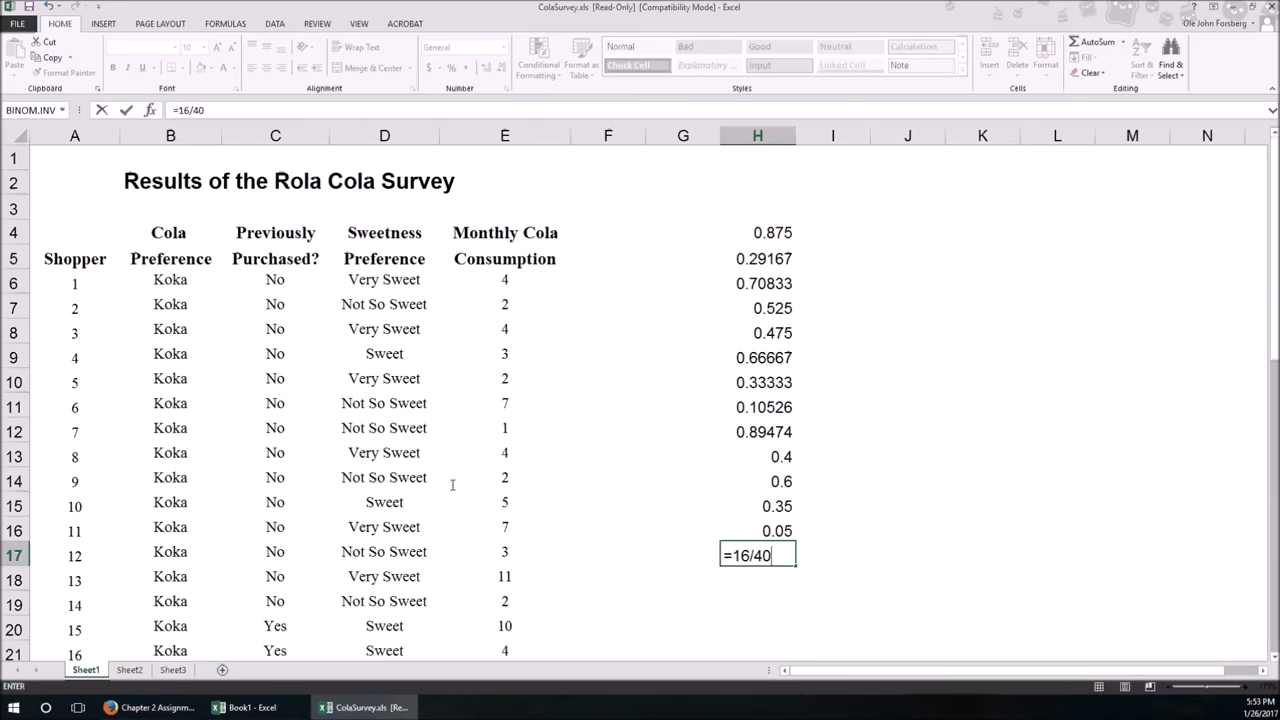 ColaSurvey.xls [Read-Only] [Compatibility Mode] - Excel
FILE HOME INSERT PAGE LAYOUT FORMULAS DATA REVIEW VIEW ACROBAT Ole John Forsberg
Cut
Copy
Format Painter
Paste
10
Wrap Text
Merge & Center
General
Conditional Formatting
Format as Table
Normal Bad Good Neutral Calculation
Check Cell Explanatory ... Input Linked Cell Note
Insert Delete Format
AutoSum
Fill
Clear
Sort & Filter
Find & Select
Clipboard Font Alignment Number Styles Cells Editing
BINOM.INV fx =16/40
A B C D E F G H I J K L M N
1
2 Results of the Rola Cola Survey
3
4 Cola Previously Sweetness Monthly Cola 0.875
5 Shopper Preference Purchased? Preference Consumption 0.29167
6 1 Koka No Very Sweet 4 0.70833
7 2 Koka No Not So Sweet 2 0.525
8 3 Koka No Very Sweet 4 0.475
9 4 Koka No Sweet 3 0.66667
10 5 Koka No Very Sweet 2 0.33333
11 6 Koka No Not So Sweet 7 0.10526
12 7 Koka No Not So Sweet 1 0.89474
13 8 Koka No Very Sweet 4 0.4
14 9 Koka No Not So Sweet 2 0.6
15 10 Koka No Sweet 5 0.35
16 11 Koka No Very Sweet 7 0.05
17 12 Koka No Not So Sweet 3 =16/40
18 13 Koka No Very Sweet 11
19 14 Koka No Not So Sweet 2
20 15 Koka Yes Sweet 10
21 16 Koka Yes Sweet 4
Sheet1 Sheet2 Sheet3
ENTER
Chapter 2 Assignm... Book1 - Excel ColaSurvey.xls [Re... 5:53 PM
1/26/2017